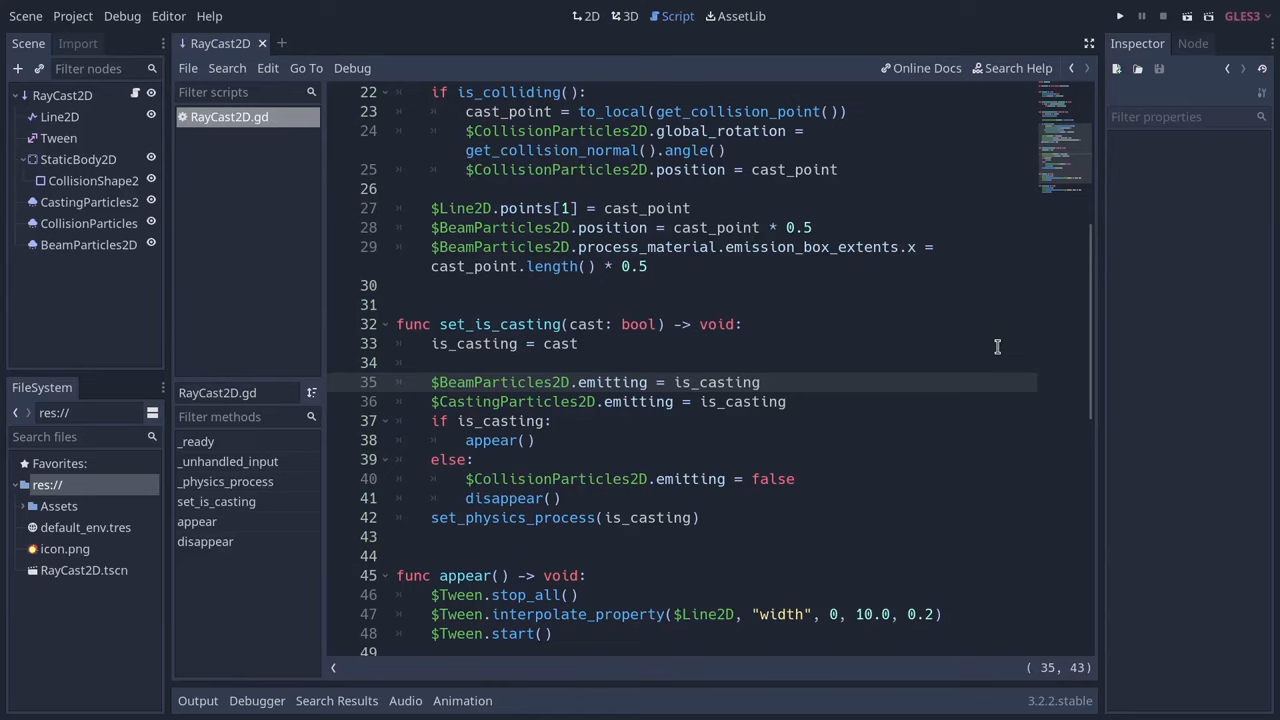 Scene Project Debug Editor Help
2D 3D Script AssetLib
GLES3
Scene Import
Filter nodes
RayCast2D
Line2D
Tween
StaticBody2D
CollisionShape2
CastingParticles2
CollisionParticles
BeamParticles2D
FileSystem
res://
Search files
Favorites:
res://
Assets
default_env.tres
icon.png
RayCast2D.tscn
RayCast2D
File Search Edit Go To Debug
Online Docs Search Help
Filter scripts
RayCast2D.gd
RayCast2D.gd
Filter methods
_ready
_unhandled_input
_physics_process
set_is_casting
appear
disappear
22 if is_colliding():
23 cast_point = to_local(get_collision_point())
24 $CollisionParticles2D.global_rotation =
get_collision_normal().angle()
25 $CollisionParticles2D.position = cast_point
26
27 $Line2D.points[1] = cast_point
28 $BeamParticles2D.position = cast_point * 0.5
29 $BeamParticles2D.process_material.emission_box_extents.x =
cast_point.length() * 0.5
30
31
32 func set_is_casting(cast: bool) -> void:
33 is_casting = cast
34
35 $BeamParticles2D.emitting = is_casting
36 $CastingParticles2D.emitting = is_casting
37 if is_casting:
38 appear()
39 else:
40 $CollisionParticles2D.emitting = false
41 disappear()
42 set_physics_process(is_casting)
43
44
45 func appear() -> void:
46 $Tween.stop_all()
47 $Tween.interpolate_property($Line2D, "width", 0, 10.0, 0.2)
48 $Tween.start()
49
( 35, 43)
Output Debugger Search Results Audio Animation
3.2.2.stable
Inspector Node
Filter properties